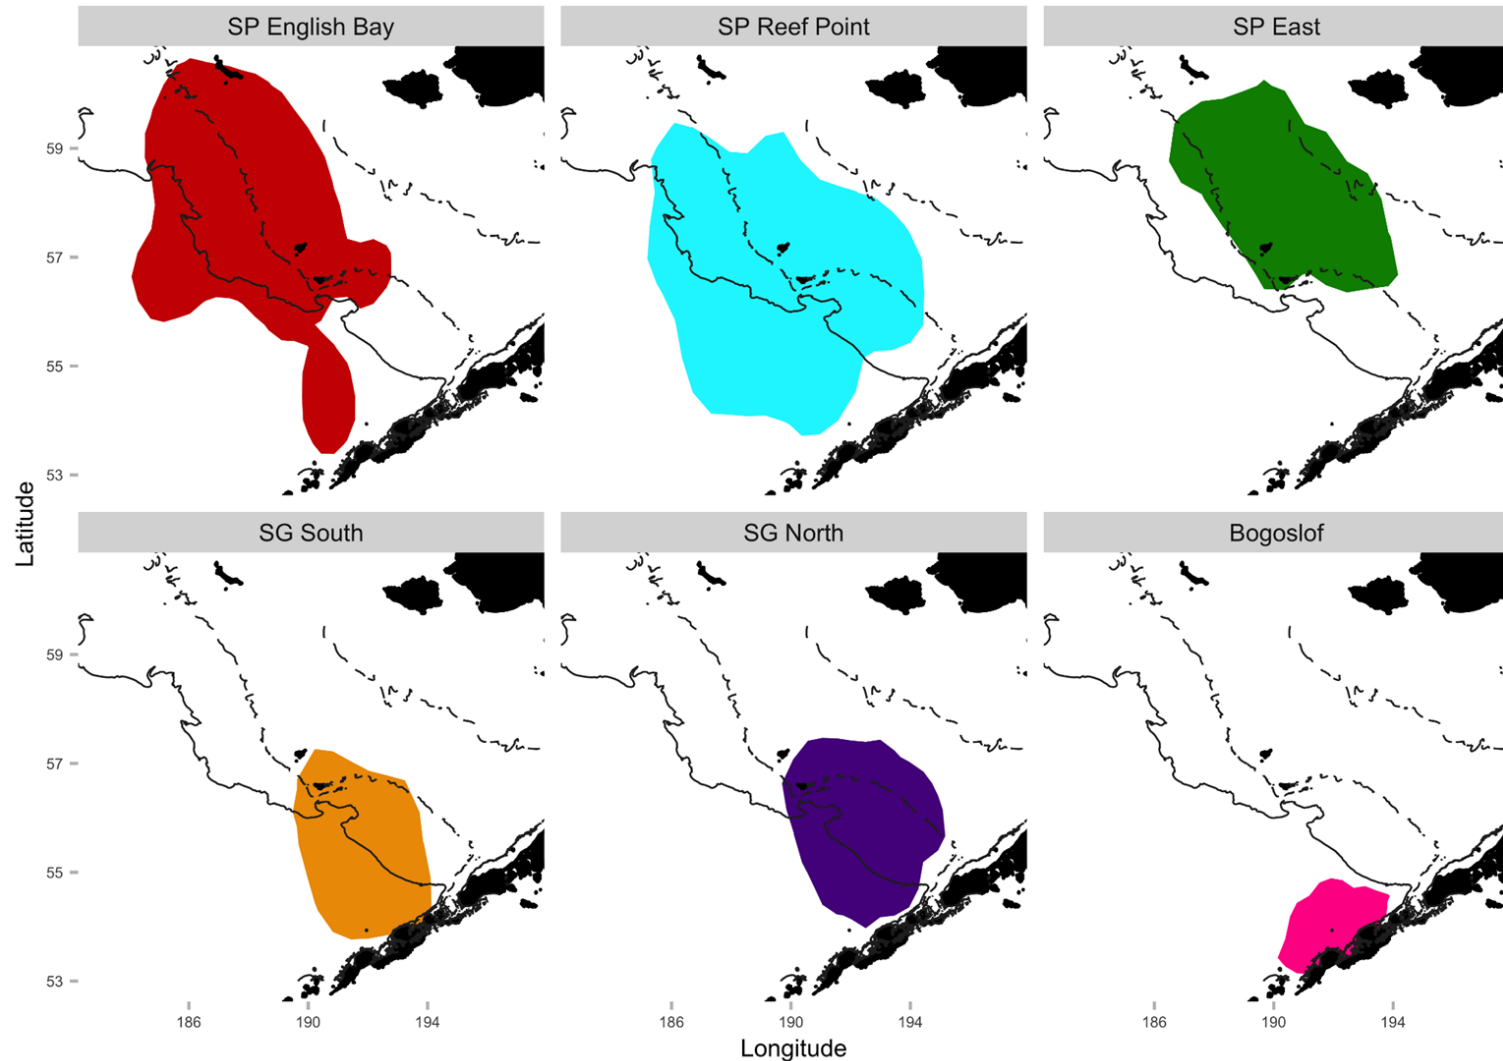 SP English Bay
SP Reef Point
SP East
59
57
55
53
Latitude
SG South
SG North
Bogoslof
59
57
55
53
186
190
194
186
190
194
186
190
194
Longitude